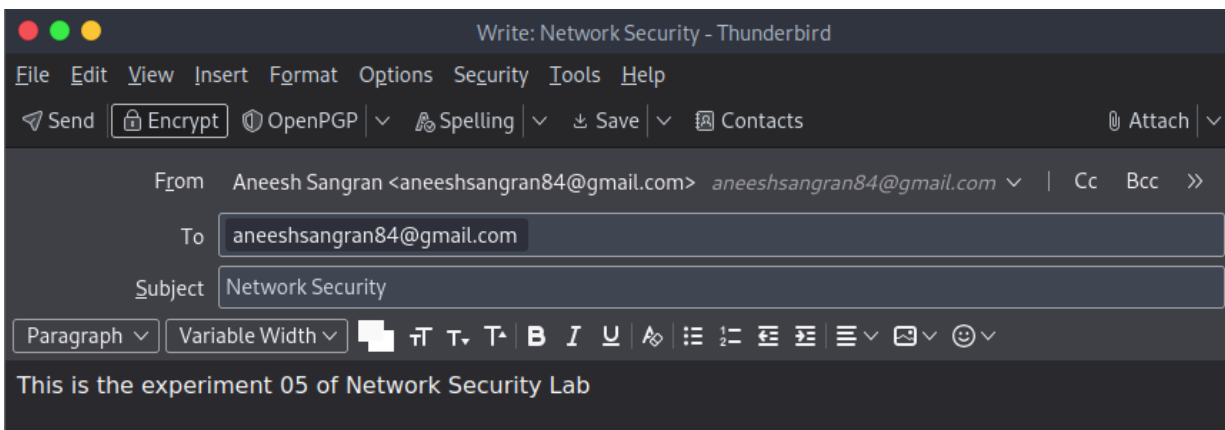 Write: Network Security - Thunderbird
File Edit View Insert Format Options Security Tools Help
Send Encrypt OpenPGP Spelling Save Contacts Attach
From Aneesh Sangran <aneeshsangran84@gmail.com> aneeshsangran84@gmail.com Cc Bcc
To aneeshsangran84@gmail.com
Subject Network Security
Paragraph Variable Width B I U
This is the experiment 05 of Network Security Lab